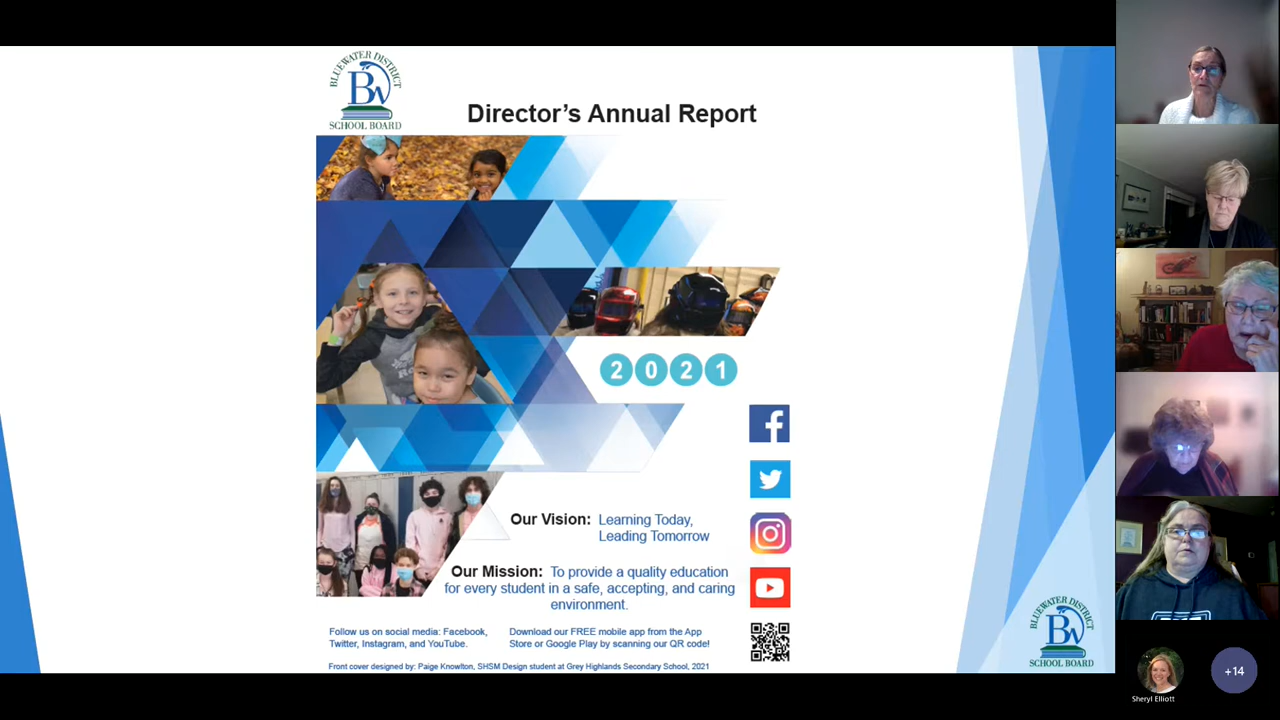 BLUEWATER DISTRICT
BW
SCHOOL BOARD
Director's Annual Report
2021
Our Vision: Learning Today,
Leading Tomorrow
Our Mission: To provide a quality education
for every student in a safe, accepting, and caring
environment.
Follow us on social media: Facebook,
Twitter, Instagram, and YouTube.
Download our FREE mobile app from the App
Store or Google Play by scanning our QR code!
Front cover designed by: Paige Knowlton, SHSM Design student at Grey Highlands Secondary School, 2021
BLUEWATER DISTRICT
BW
SCHOOL BOARD
Sheryl Elliott
+14